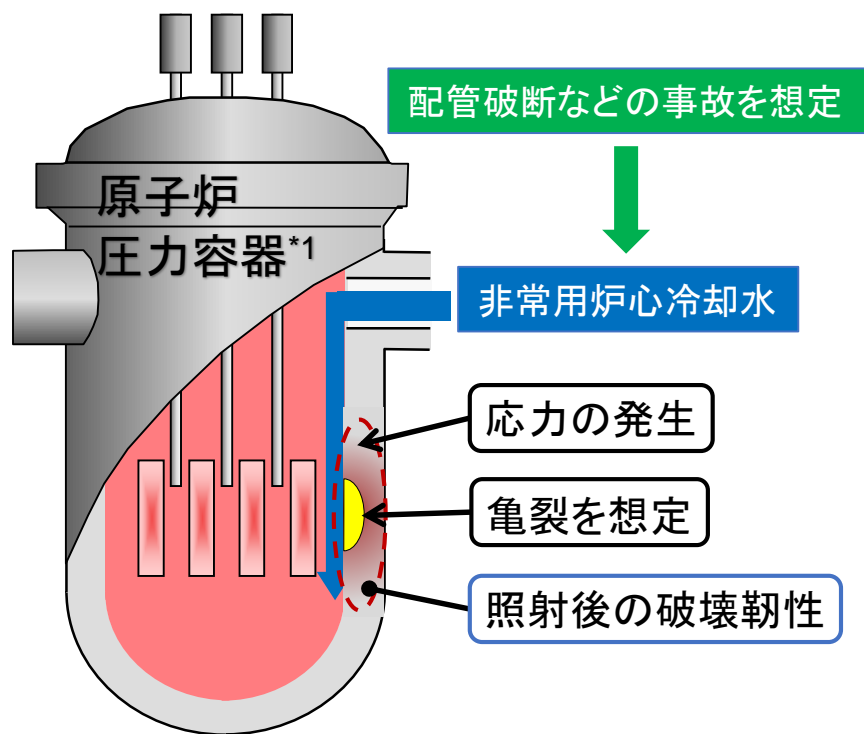 配管破断などの事故を想定
原子炉
圧力容器*1
非常用炉心冷却水
応力の発生
亀裂を想定
照射後の破壊靭性